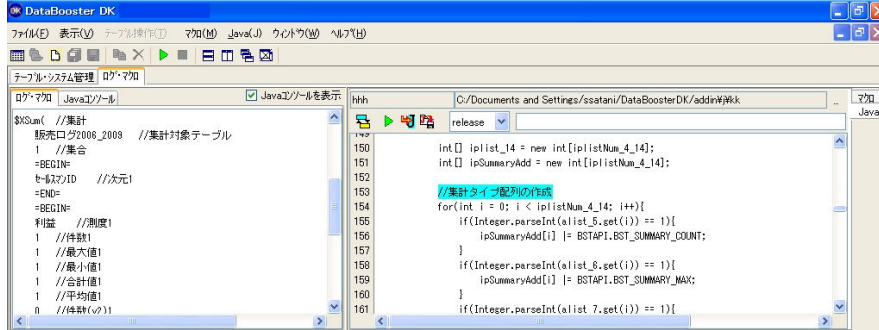 DataBooster DK
ファイル(F) 表示(V) テーブル操作(T) マクロ(M) Java(J) ウィンドウ(W) ヘルプ(H)
テーブル・システム管理 ログ・マクロ
ログ・マクロ Javaコンソール Javaコンソールを表示
$XSum( //集計
販売ログ2006_2009 //集計対象テーブル
1 //集合
=BEGIN=
セールスマンID //次元1
=END=
=BEGIN=
利益 //測度1
1 //件数1
1 //最大値1
1 //最小値1
1 //合計値1
1 //平均値1
0 //件数(v2)1
hhh C:/Documents and Settings/ssatani/DataBoosterDK/addin¥j¥kk ..
release
149
150 int[] iplist_14 = new int[iplistNum_4_14];
151 int[] ipSummaryAdd = new int[iplistNum_4_14];
152
153 //集計タイプ配列の作成
154 for(int i = 0; i < iplistNum_4_14; i++){
155 if(Integer.parseInt(alist_5.get(i)) == 1){
156 ipSummaryAdd[i] |= BSTAPI.BST_SUMMARY_COUNT;
157 }
158 if(Integer.parseInt(alist_6.get(i)) == 1){
159 ipSummaryAdd[i] |= BSTAPI.BST_SUMMARY_MAX;
160 }
161 if(Integer.parseInt(alist_7.get(i)) == 1){
マクロ
Java